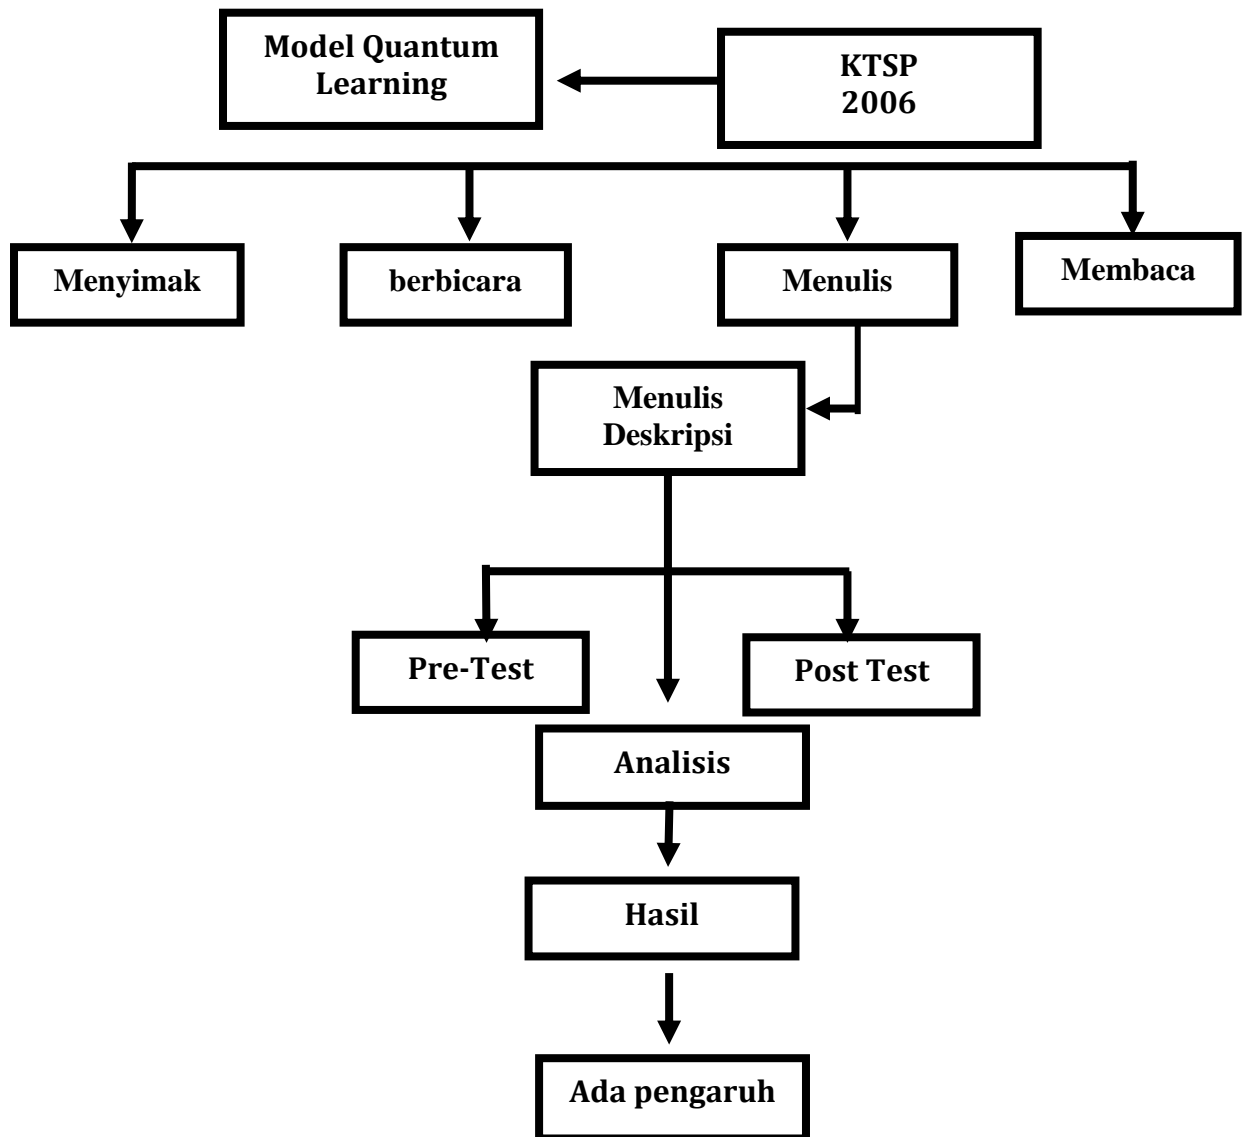 Model Quantum
Learning
KTSP
2006
Menyimak
berbicara
Menulis
Membaca
Menulis
Deskripsi
Pre-Test
Post Test
Analisis
Hasil
Ada pengaruh